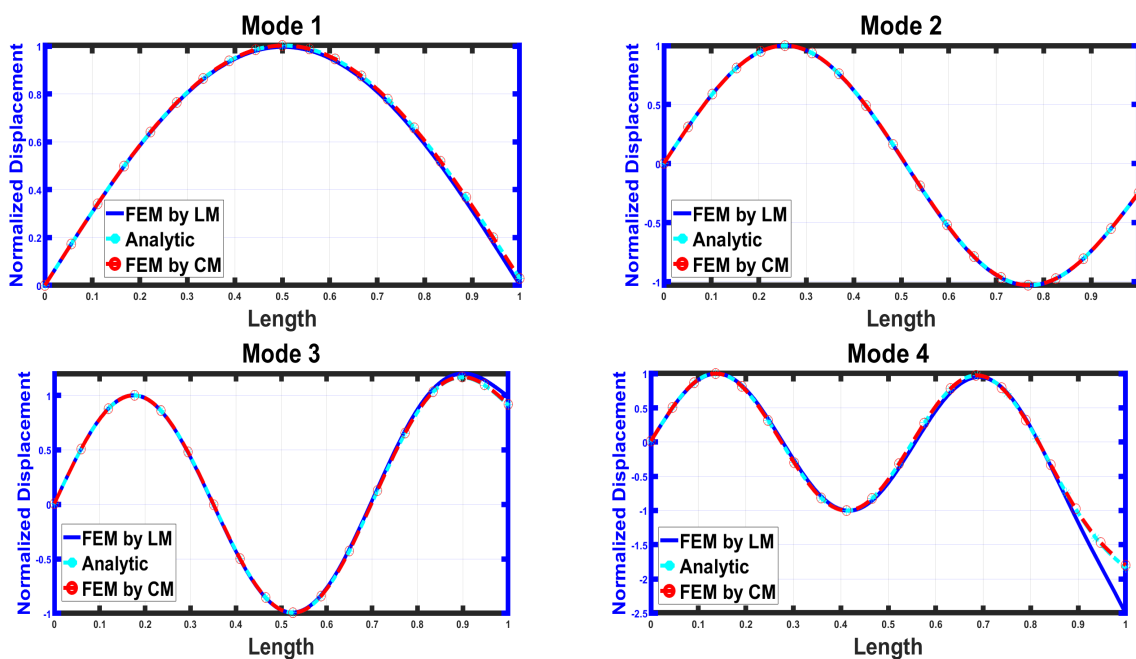 Mode 1
Normalized Displacement
1
0.8
0.6
0.4
0.2
0
FEM by LM
Analytic
FEM by CM
0 0.1 0.2 0.3 0.4 0.5 0.6 0.7 0.8 0.9 1
Length
Mode 2
Normalized Displacement
1
0.5
0
-0.5
-1
FEM by LM
Analytic
FEM by CM
0 0.1 0.2 0.3 0.4 0.5 0.6 0.7 0.8 0.9
Length
Mode 3
Normalized Displacement
1
0.5
0
-0.5
-1
FEM by LM
Analytic
FEM by CM
0 0.1 0.2 0.3 0.4 0.5 0.6 0.7 0.8 0.9 1
Length
Mode 4
Normalized Displacement
1
0.5
0
-0.5
-1
-1.5
-2
-2.5
FEM by LM
Analytic
FEM by CM
0 0.1 0.2 0.3 0.4 0.5 0.6 0.7 0.8 0.9 1
Length